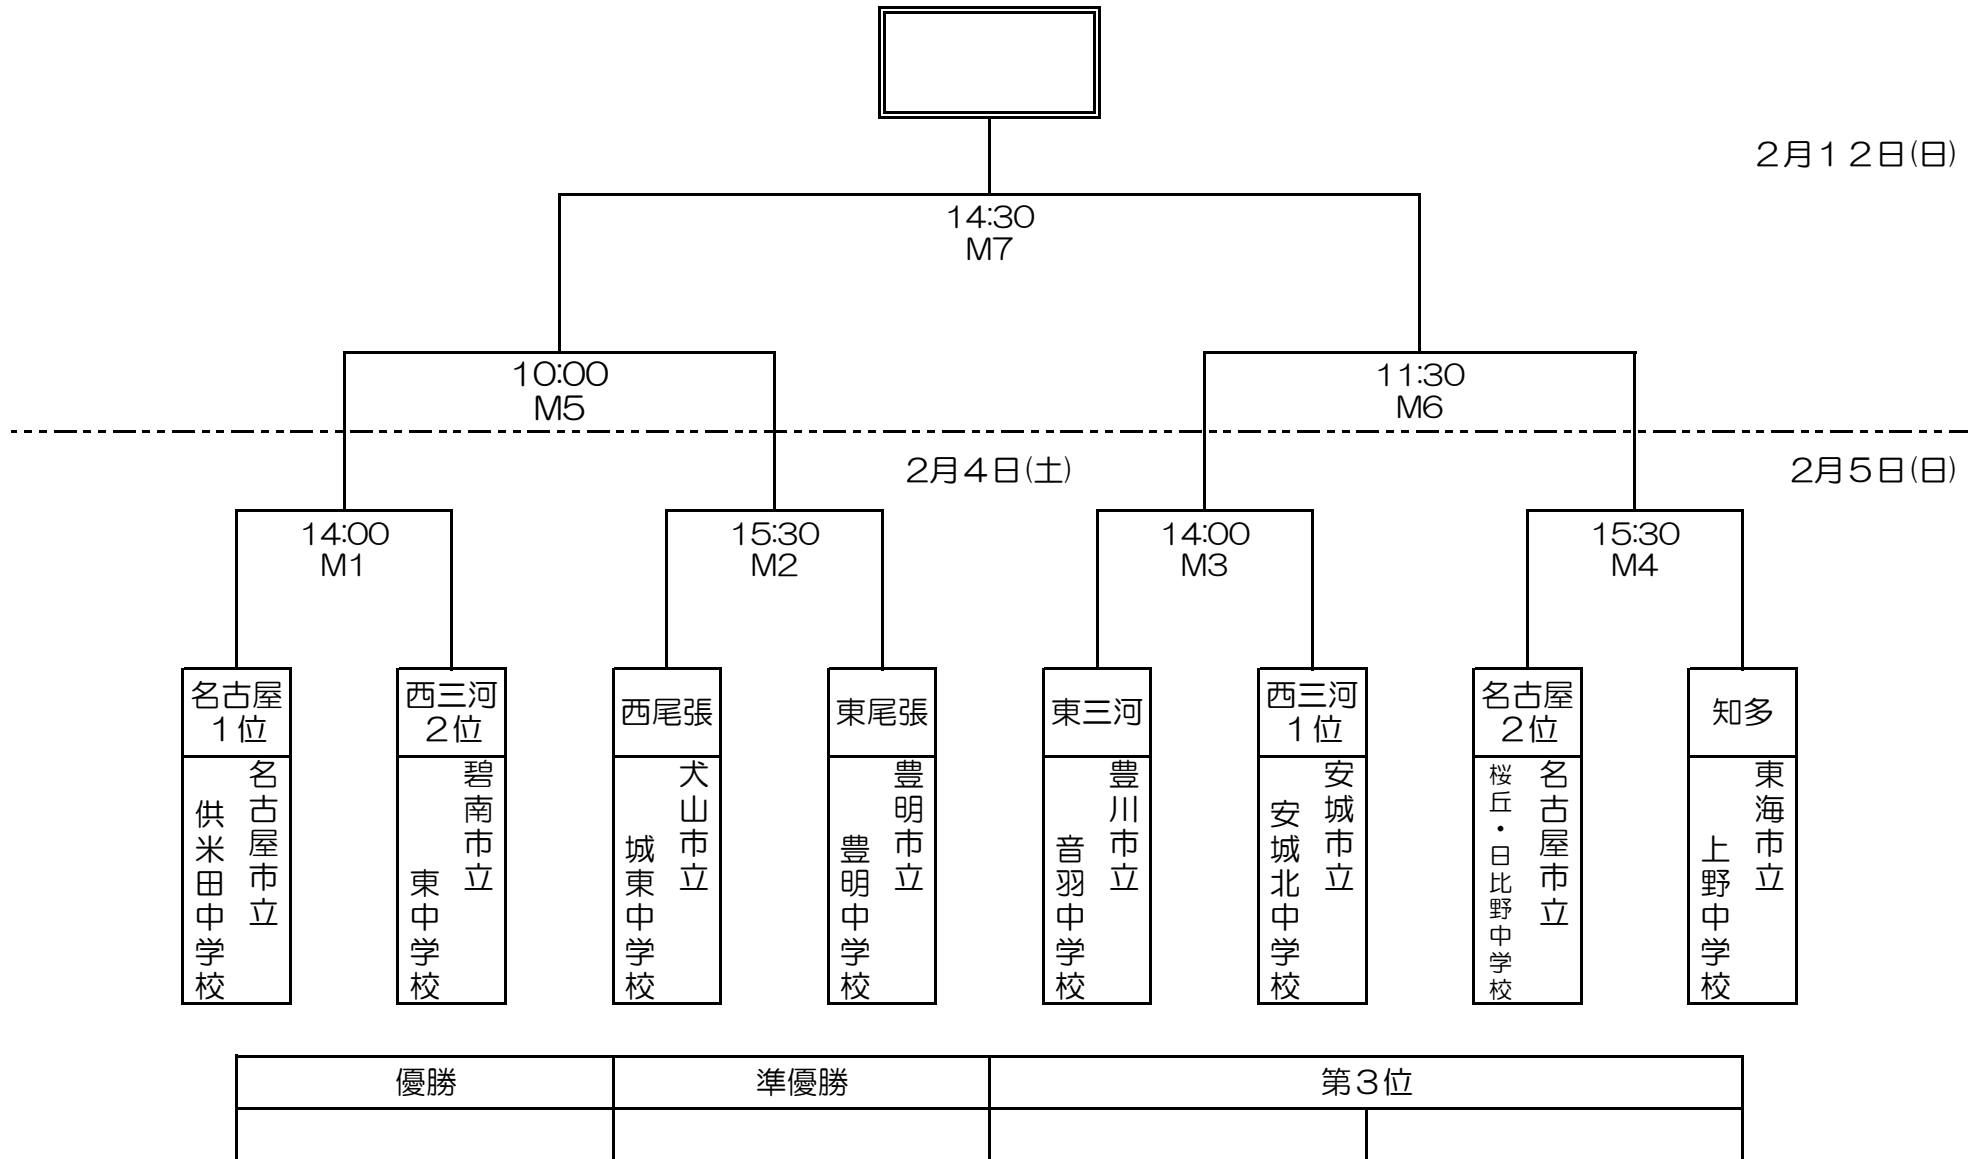 2月12日(日)
14:30
M7
10:00
M5
11:30
M6
2月4日(土)
2月5日(日)
14:00
M1
15:30
M2
14:00
M3
15:30
M4
名古屋
1位
西三河
2位
西尾張
東尾張
東三河
西三河
1位
名古屋
2位
知多
名古屋市立
供米田中学校
碧南市立
東中学校
犬山市立
城東中学校
豊明市立
豊明中学校
豊川市立
音羽中学校
安城市立
安城北中学校
名古屋市立
桜丘・日比野中学校
東海市立
上野中学校
優勝
準優勝
第3位